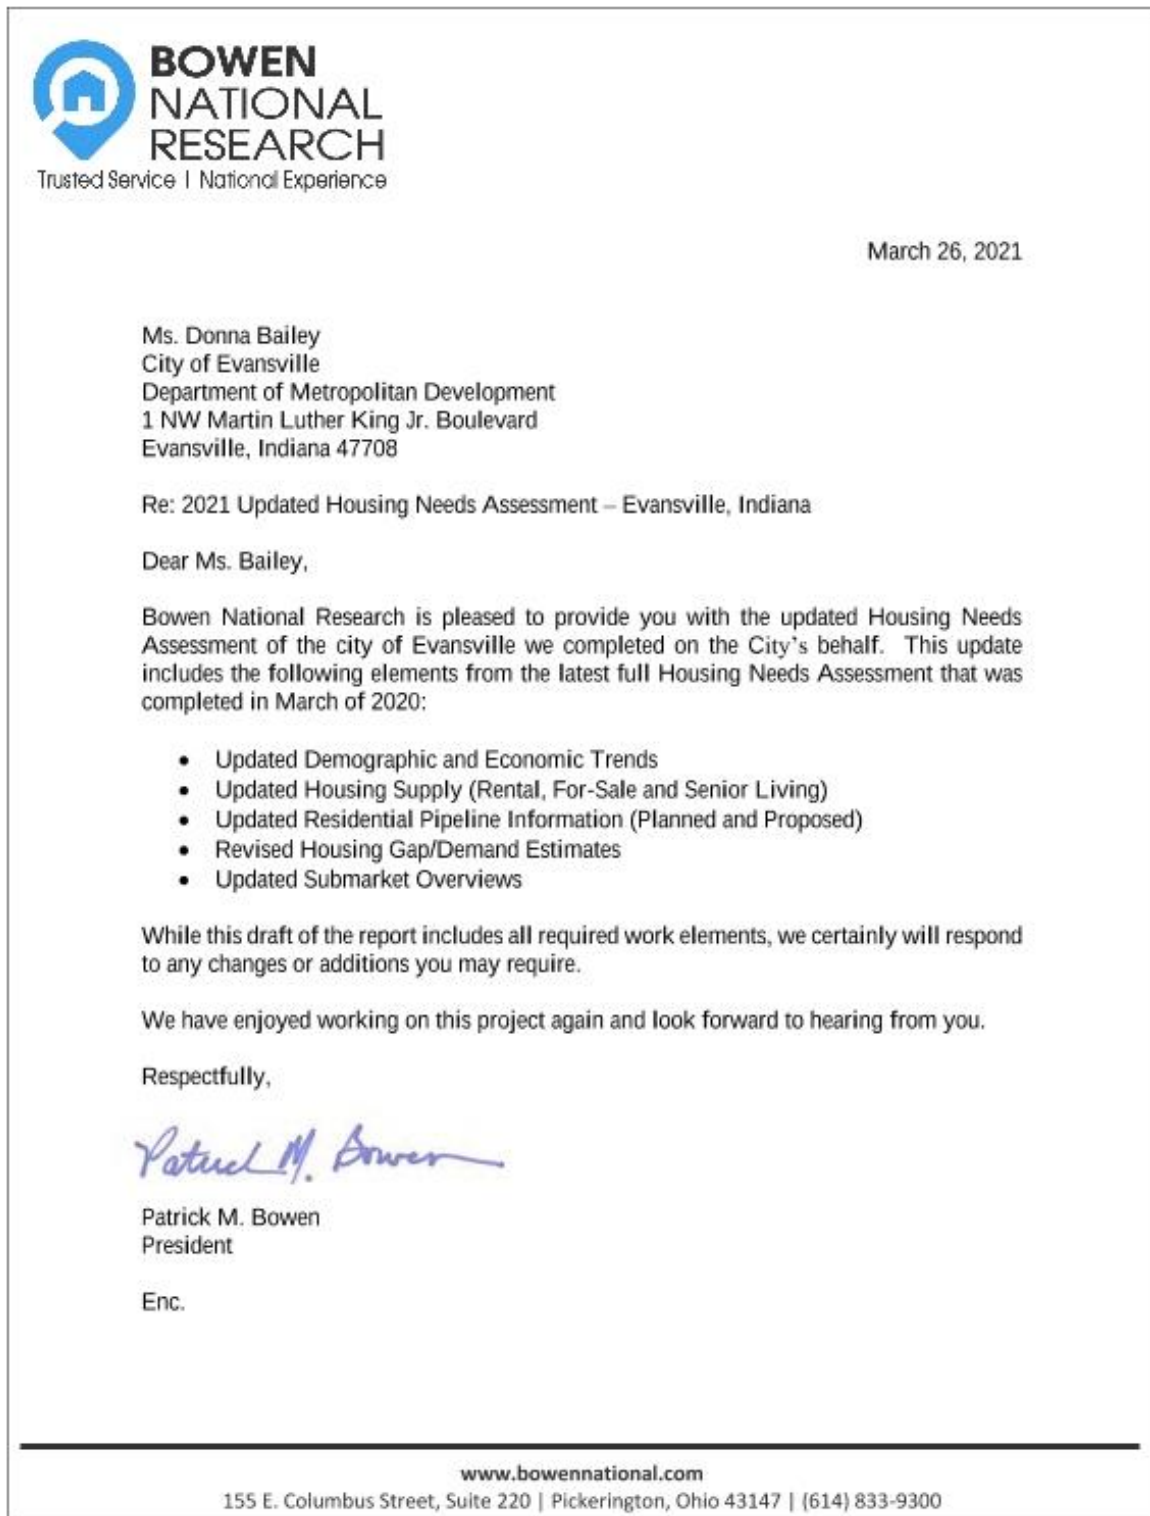 BOWEN
NATIONAL
RESEARCH
Trusted Service | National Experience
March 26, 2021
Ms. Donna Bailey
City of Evansville
Department of Metropolitan Development
1 NW Martin Luther King Jr. Boulevard
Evansville, Indiana 47708
Re: 2021 Updated Housing Needs Assessment – Evansville, Indiana
Dear Ms. Bailey,
Bowen National Research is pleased to provide you with the updated Housing Needs
Assessment of the city of Evansville we completed on the City's behalf. This update
includes the following elements from the latest full Housing Needs Assessment that was
completed in March of 2020:
• Updated Demographic and Economic Trends
• Updated Housing Supply (Rental, For-Sale and Senior Living)
• Updated Residential Pipeline Information (Planned and Proposed)
• Revised Housing Gap/Demand Estimates
• Updated Submarket Overviews
While this draft of the report includes all required work elements, we certainly will respond
to any changes or additions you may require.
We have enjoyed working on this project again and look forward to hearing from you.
Respectfully,
Patrick M. Bowen
Patrick M. Bowen
President
Enc.
www.bowennational.com
155 E. Columbus Street, Suite 220 | Pickerington, Ohio 43147 | (614) 833-9300